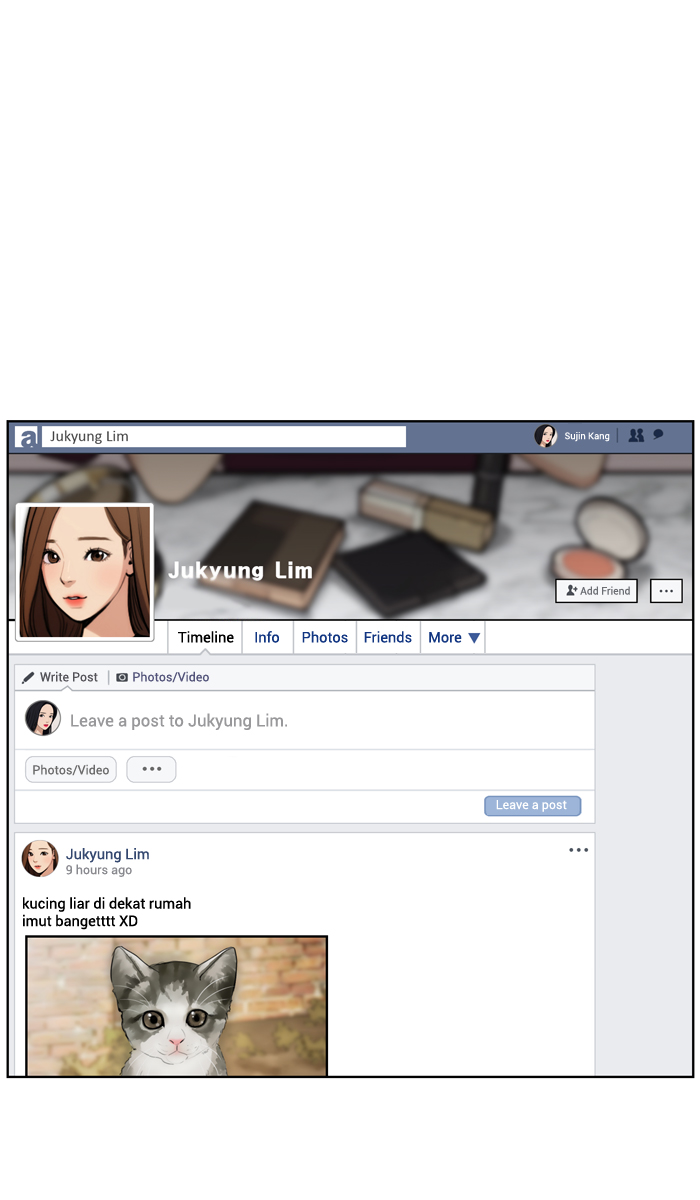 a Jukyung Lim
Sujin Kang
Jukyung Lim
Add Friend
Timeline Info Photos Friends More
Write Post Photos/Video
Leave a post to Jukyung Lim.
Photos/Video
Leave a post
Jukyung Lim
9 hours ago
kucing liar di dekat rumah
imut bangetttt XD